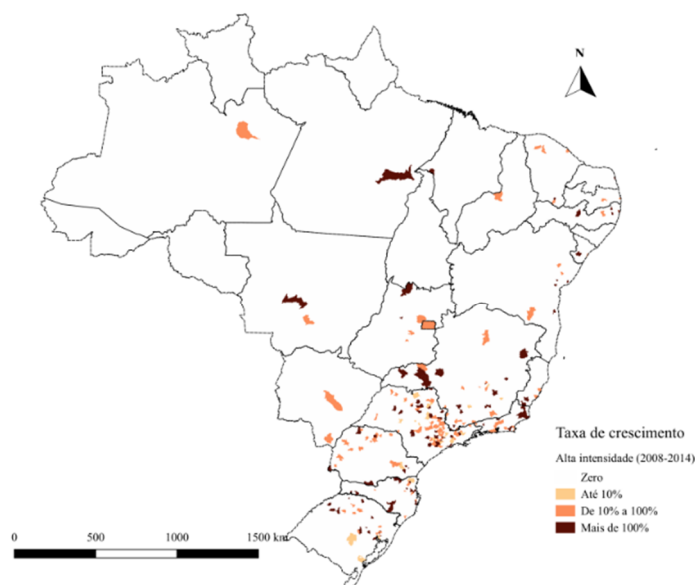 N
Taxa de crescimento
Alta intensidade (2008-2014)
Zero
Até 10%
De 10% a 100%
Mais de 100%
0 500 1000 1500 km